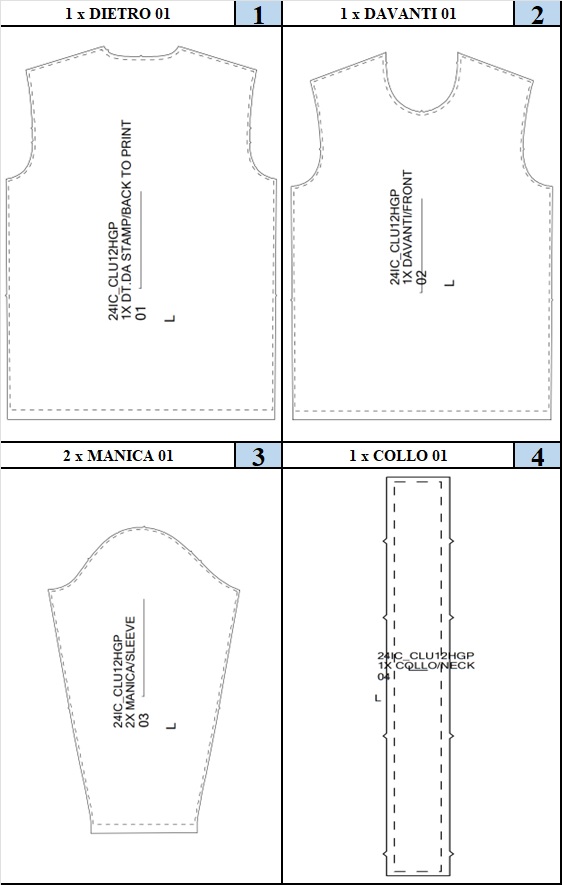 1 x DIETRO 01
1
1 x DAVANTI 01
2
24IC_CLU12HGP
1X DT.DA STAMP/BACK TO PRINT
01
L
24IC_CLU12HGP
1X DAVANTI/FRONT
02
L
2 x MANICA 01
3
1 x COLLO 01
4
24IC_CLU12HGP
2X MANICA/SLEEVE
03
L
24IC_CLU12HGP
1X COLLO/NECK
04
L